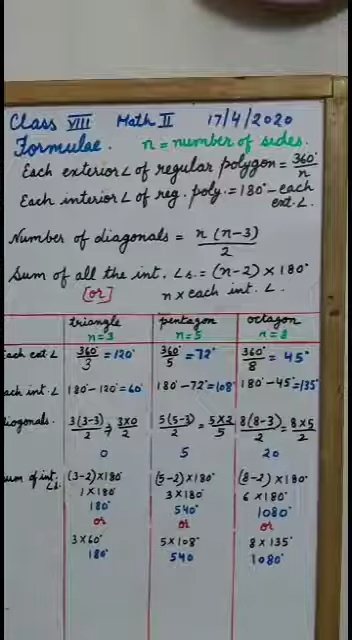 Class VIII Math II 17/4/2020
Formulae. n = number of sides.
Each exterior ∠ of regular polygon = 360°/n
Each interior ∠ of reg. poly. = 180° - each ext. ∠.
Number of diagonals = n(n-3)/2
Sum of all the int. ∠s. = (n-2) × 180°
[or] n × each int. ∠.
triangle pentagon octagon
n=3 n=5 n=8
Each ext ∠ 360°/3 = 120° 360°/5 = 72° 360°/8 = 45°
ach int. ∠ 180°-120°=60° 180°-72°=108° 180°-45°=135°
iagonals. 3(3-3)/2 = 3×0/2 5(5-3)/2 = 5×2/5 8(8-3)/2 = 8×5/2
0 5 20
sum of int. ∠s. (3-2)×180° (5-2)×180° (8-2)×180°
1×180° 3×180° 6×180°
180° 540° 1080°
or or or
3×60° 5×108° 8×135
180° 540 1080°